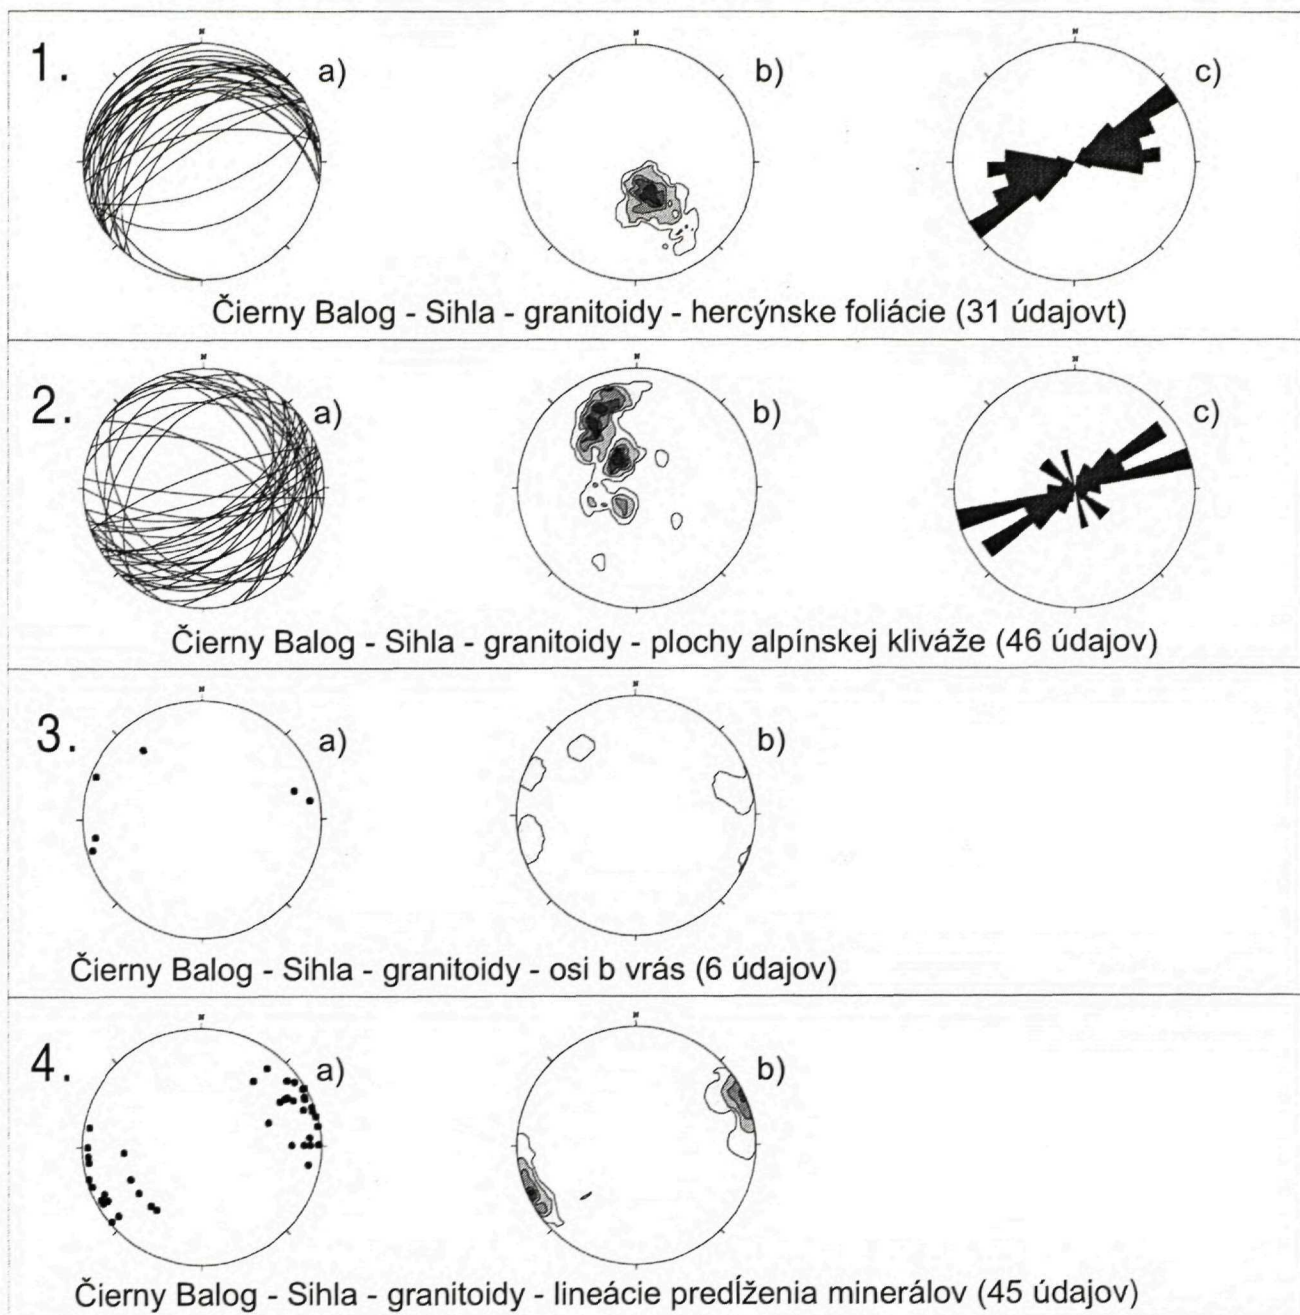 1.
a)
b)
c)
Čierny Balog - Sihla - granitoidy - hercýnske foliácie (31 údajovt)
2.
a)
b)
c)
Čierny Balog - Sihla - granitoidy - plochy alpínskej kliváže (46 údajov)
3.
a)
b)
Čierny Balog - Sihla - granitoidy - osi b vrás (6 údajov)
4.
a)
b)
Čierny Balog - Sihla - granitoidy - lineácie predĺženia minerálov (45 údajov)